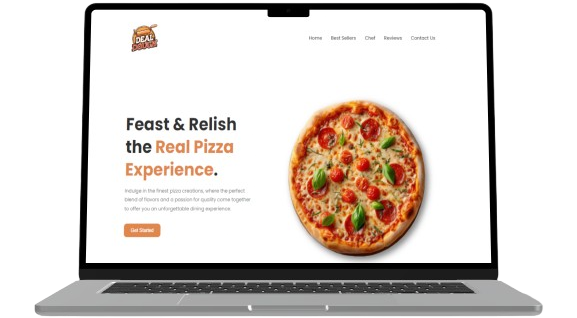 DEAL
DOUGH
Home Best Sellers Chef Reviews Contact Us
Feast & Relish
the Real Pizza
Experience.
Indulge in the finest pizza creations, where the perfect
blend of flavors and a passion for quality come together
to offer you an unforgettable dining experience.
Get Started